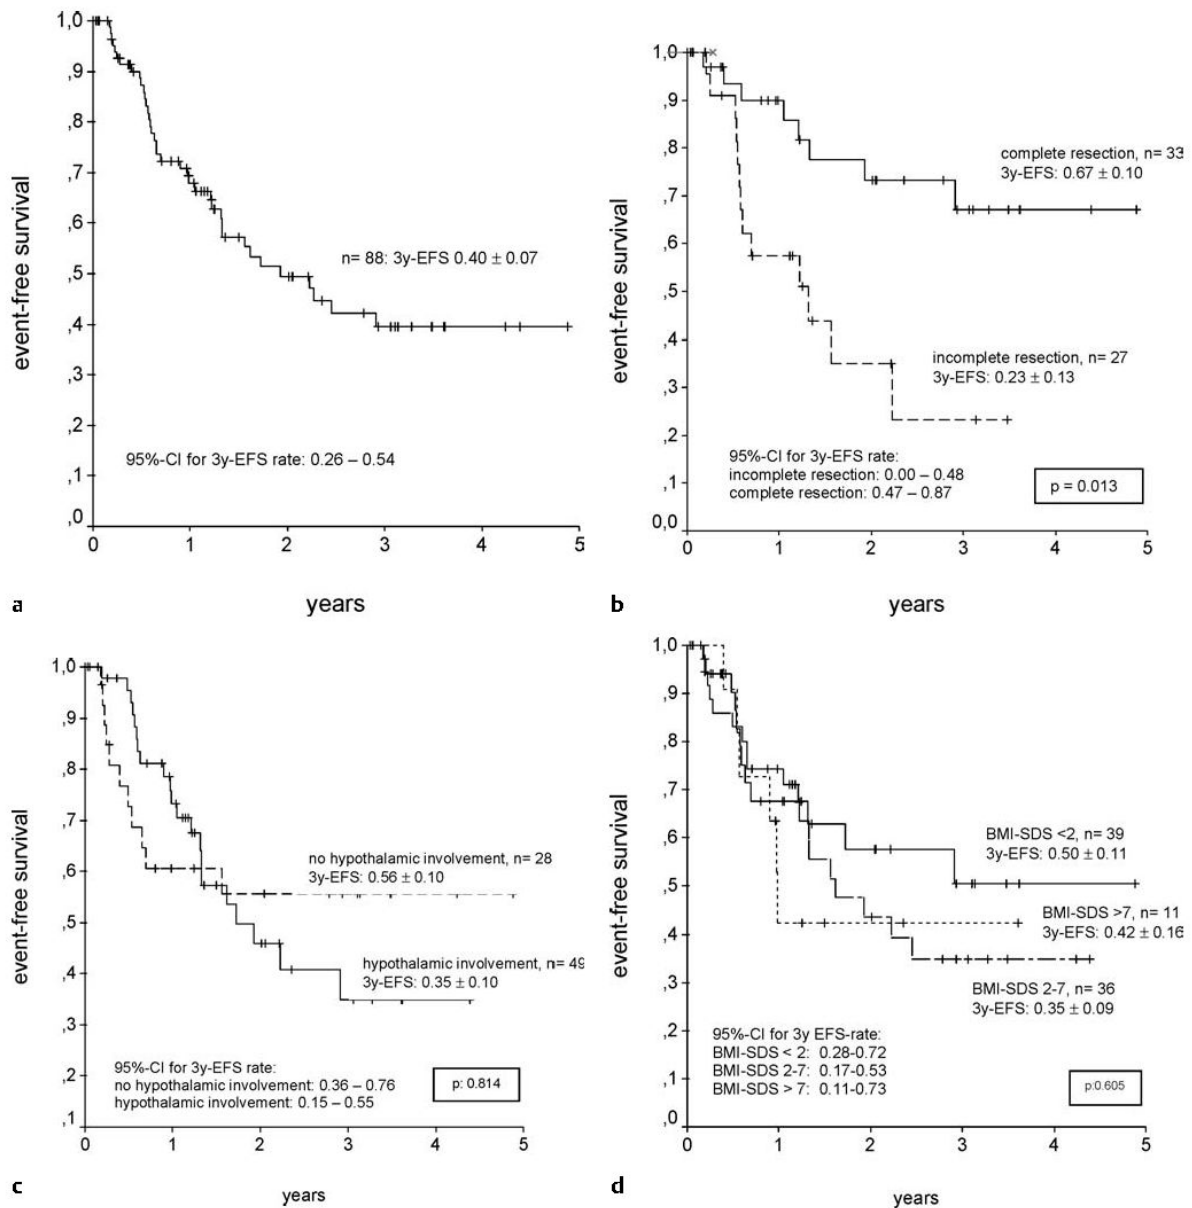 1,0
,9
,8
,7
,6
,5
,4
,3
,2
,1
,0
event-free survival
n= 88: 3y-EFS 0.40 ± 0.07
95%-CI for 3y-EFS rate: 0.26 – 0.54
0 1 2 3 4 5
years
a
1,0
,9
,8
,7
,6
,5
,4
,3
,2
,1
0,0
event-free survival
complete resection, n= 33
3y-EFS: 0.67 ± 0.10
incomplete resection, n= 27
3y-EFS: 0.23 ± 0.13
95%-CI for 3y-EFS rate:
incomplete resection: 0.00 – 0.48
complete resection: 0.47 – 0.87
p = 0.013
0 1 2 3 4 5
years
b
1,0
,9
,8
,7
,6
,5
,4
,3
,2
,1
event-free survival
no hypothalamic involvement, n= 28
3y-EFS: 0.56 ± 0.10
hypothalamic involvement, n= 49
3y-EFS: 0.35 ± 0.10
95%-CI for 3y-EFS rate:
no hypothalamic involvement: 0.36 – 0.76
hypothalamic involvement: 0.15 – 0.55
p: 0.814
0 1 2 3 4 5
years
c
1,0
,9
,8
,7
,6
,5
,4
,3
,2
,1
,0
event-free survival
BMI-SDS <2, n= 39
3y-EFS: 0.50 ± 0.11
BMI-SDS >7, n= 11
3y-EFS: 0.42 ± 0.16
BMI-SDS 2-7, n= 36
3y-EFS: 0.35 ± 0.09
95%-CI for 3y EFS-rate:
BMI-SDS < 2: 0.28-0.72
BMI-SDS 2-7: 0.17-0.53
BMI-SDS > 7: 0.11-0.73
p:0.605
0 1 2 3 4 5
years
d